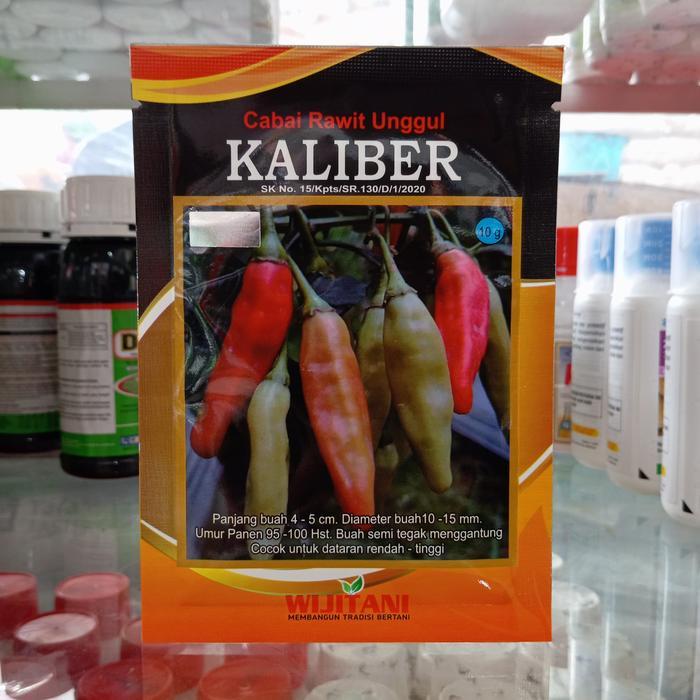 Cabai Rawit Unggul
KALIBER
SK No. 15/Kpts/SR.130/D/1/2020
10 g
Panjang buah 4 - 5 cm. Diameter buah10 -15 mm.
Umur Panen 95 -100 Hst. Buah semi tegak menggantung
Cocok untuk dataran rendah - tinggi
WIJITANI
MEMBANGUN TRADISI BERTANI